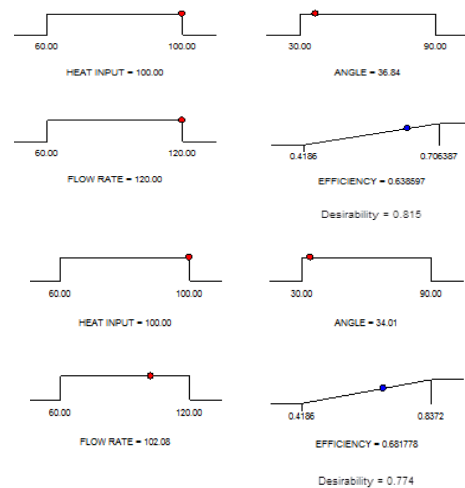 60.00 100.00 30.00 90.00
HEAT INPUT = 100.00 ANGLE = 36.84
60.00 120.00 0.4186 0.706387
FLOW RATE = 120.00 EFFICIENCY = 0.638597
Desirability = 0.815
60.00 100.00 30.00 90.00
HEAT INPUT = 100.00 ANGLE = 34.01
60.00 120.00 0.4186 0.8372
FLOW RATE = 102.08 EFFICIENCY = 0.681778
Desirability = 0.774